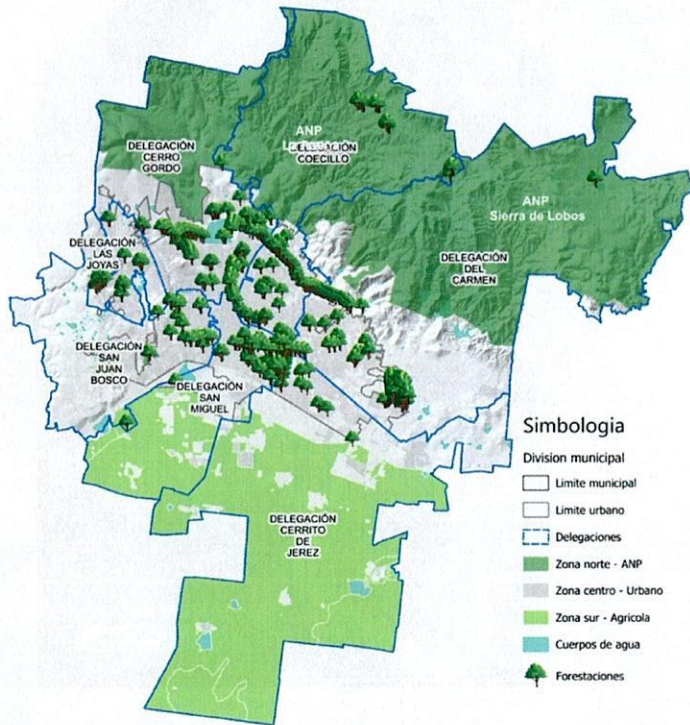 DELEGACIÓN
CERRO
GORDO
ANP
DELEGACIÓN
COECILLO
ANP
Sierra de Lobos
DELEGACIÓN
LAS
JOYAS
DELEGACIÓN
DEL
CARMEN
DELEGACIÓN
SAN
JUAN
BOSCO
DELEGACIÓN
SAN
MIGUEL
DELEGACIÓN
CERRITO
DE
JEREZ
Simbologia
Division municipal
Limite municipal
Limite urbano
Delegaciones
Zona norte - ANP
Zona centro - Urbano
Zona sur - Agricola
Cuerpos de agua
Forestaciones